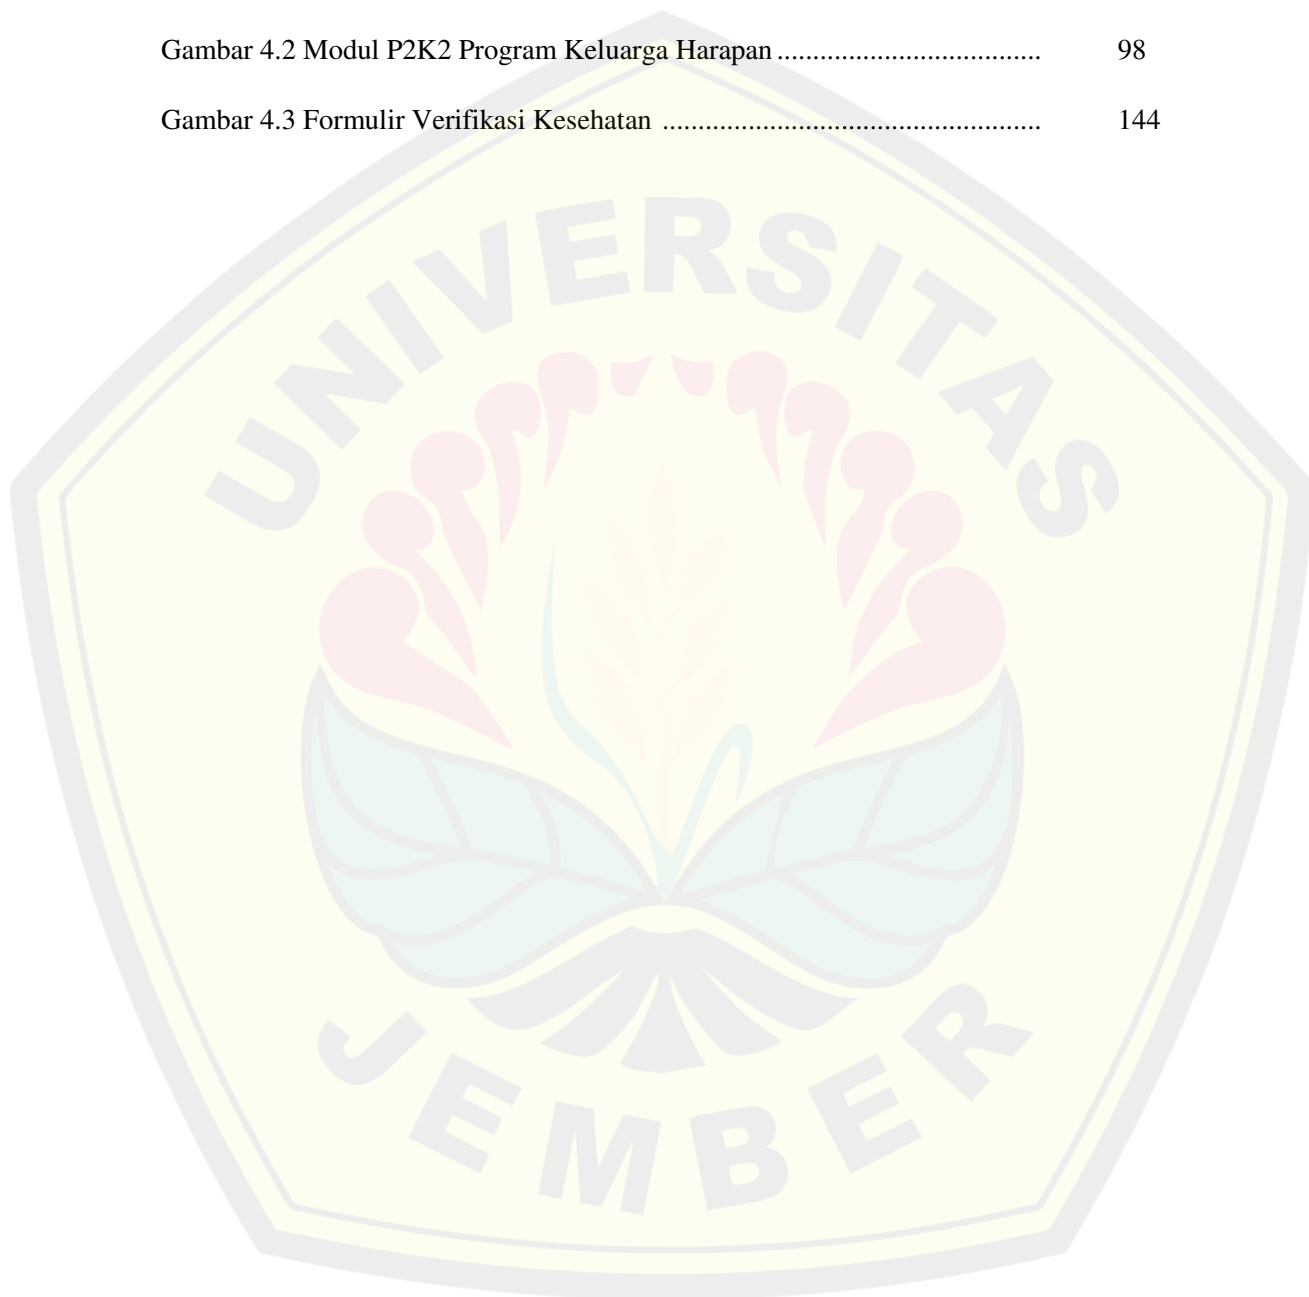 Gambar 4.2 Modul P2K2 Program Keluarga Harapan ..................................... 98
Gambar 4.3 Formulir Verifikasi Kesehatan ..................................................... 144
UNIVERSITAS
JEMBER